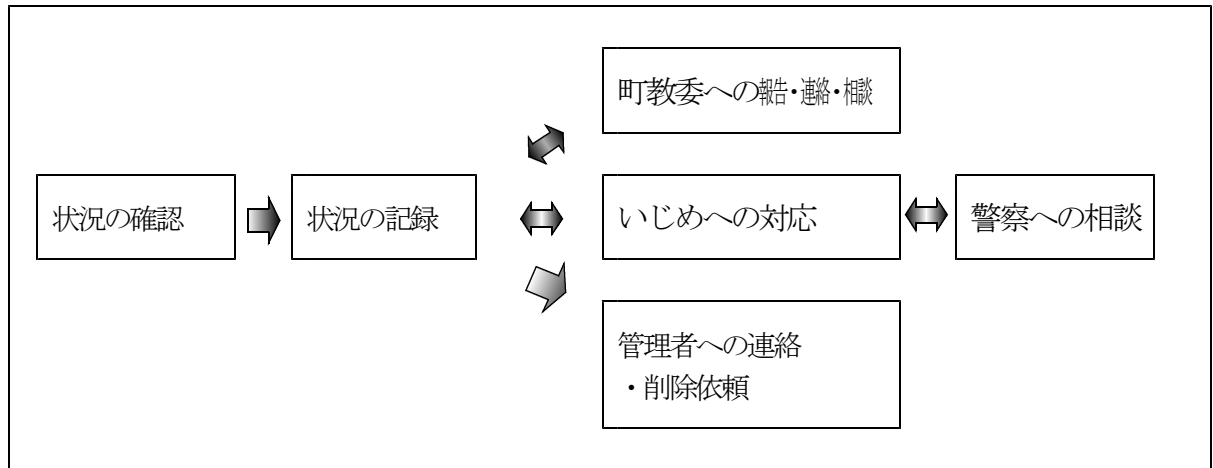 町教委への報告・連絡・相談
状況の確認
状況の記録
いじめへの対応
警察への相談
管理者への連絡
・削除依頼